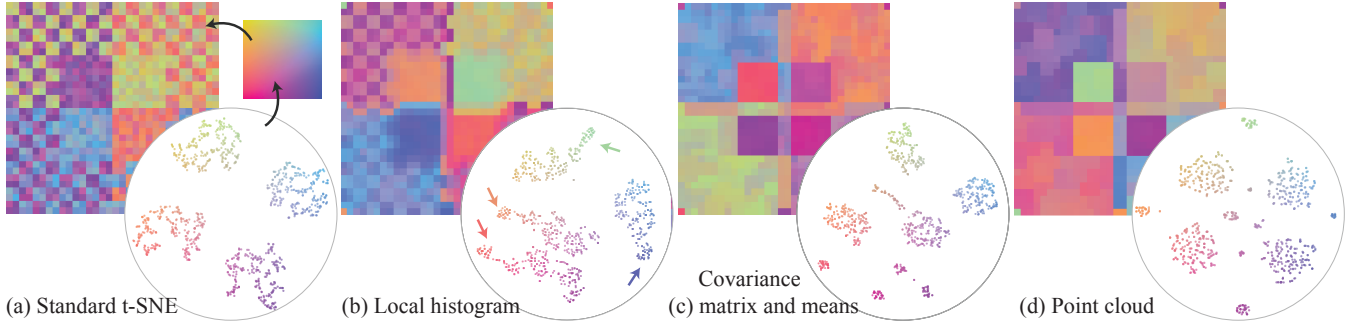 (a) Standard t-SNE
(b) Local histogram
Covariance
(c) matrix and means
(d) Point cloud